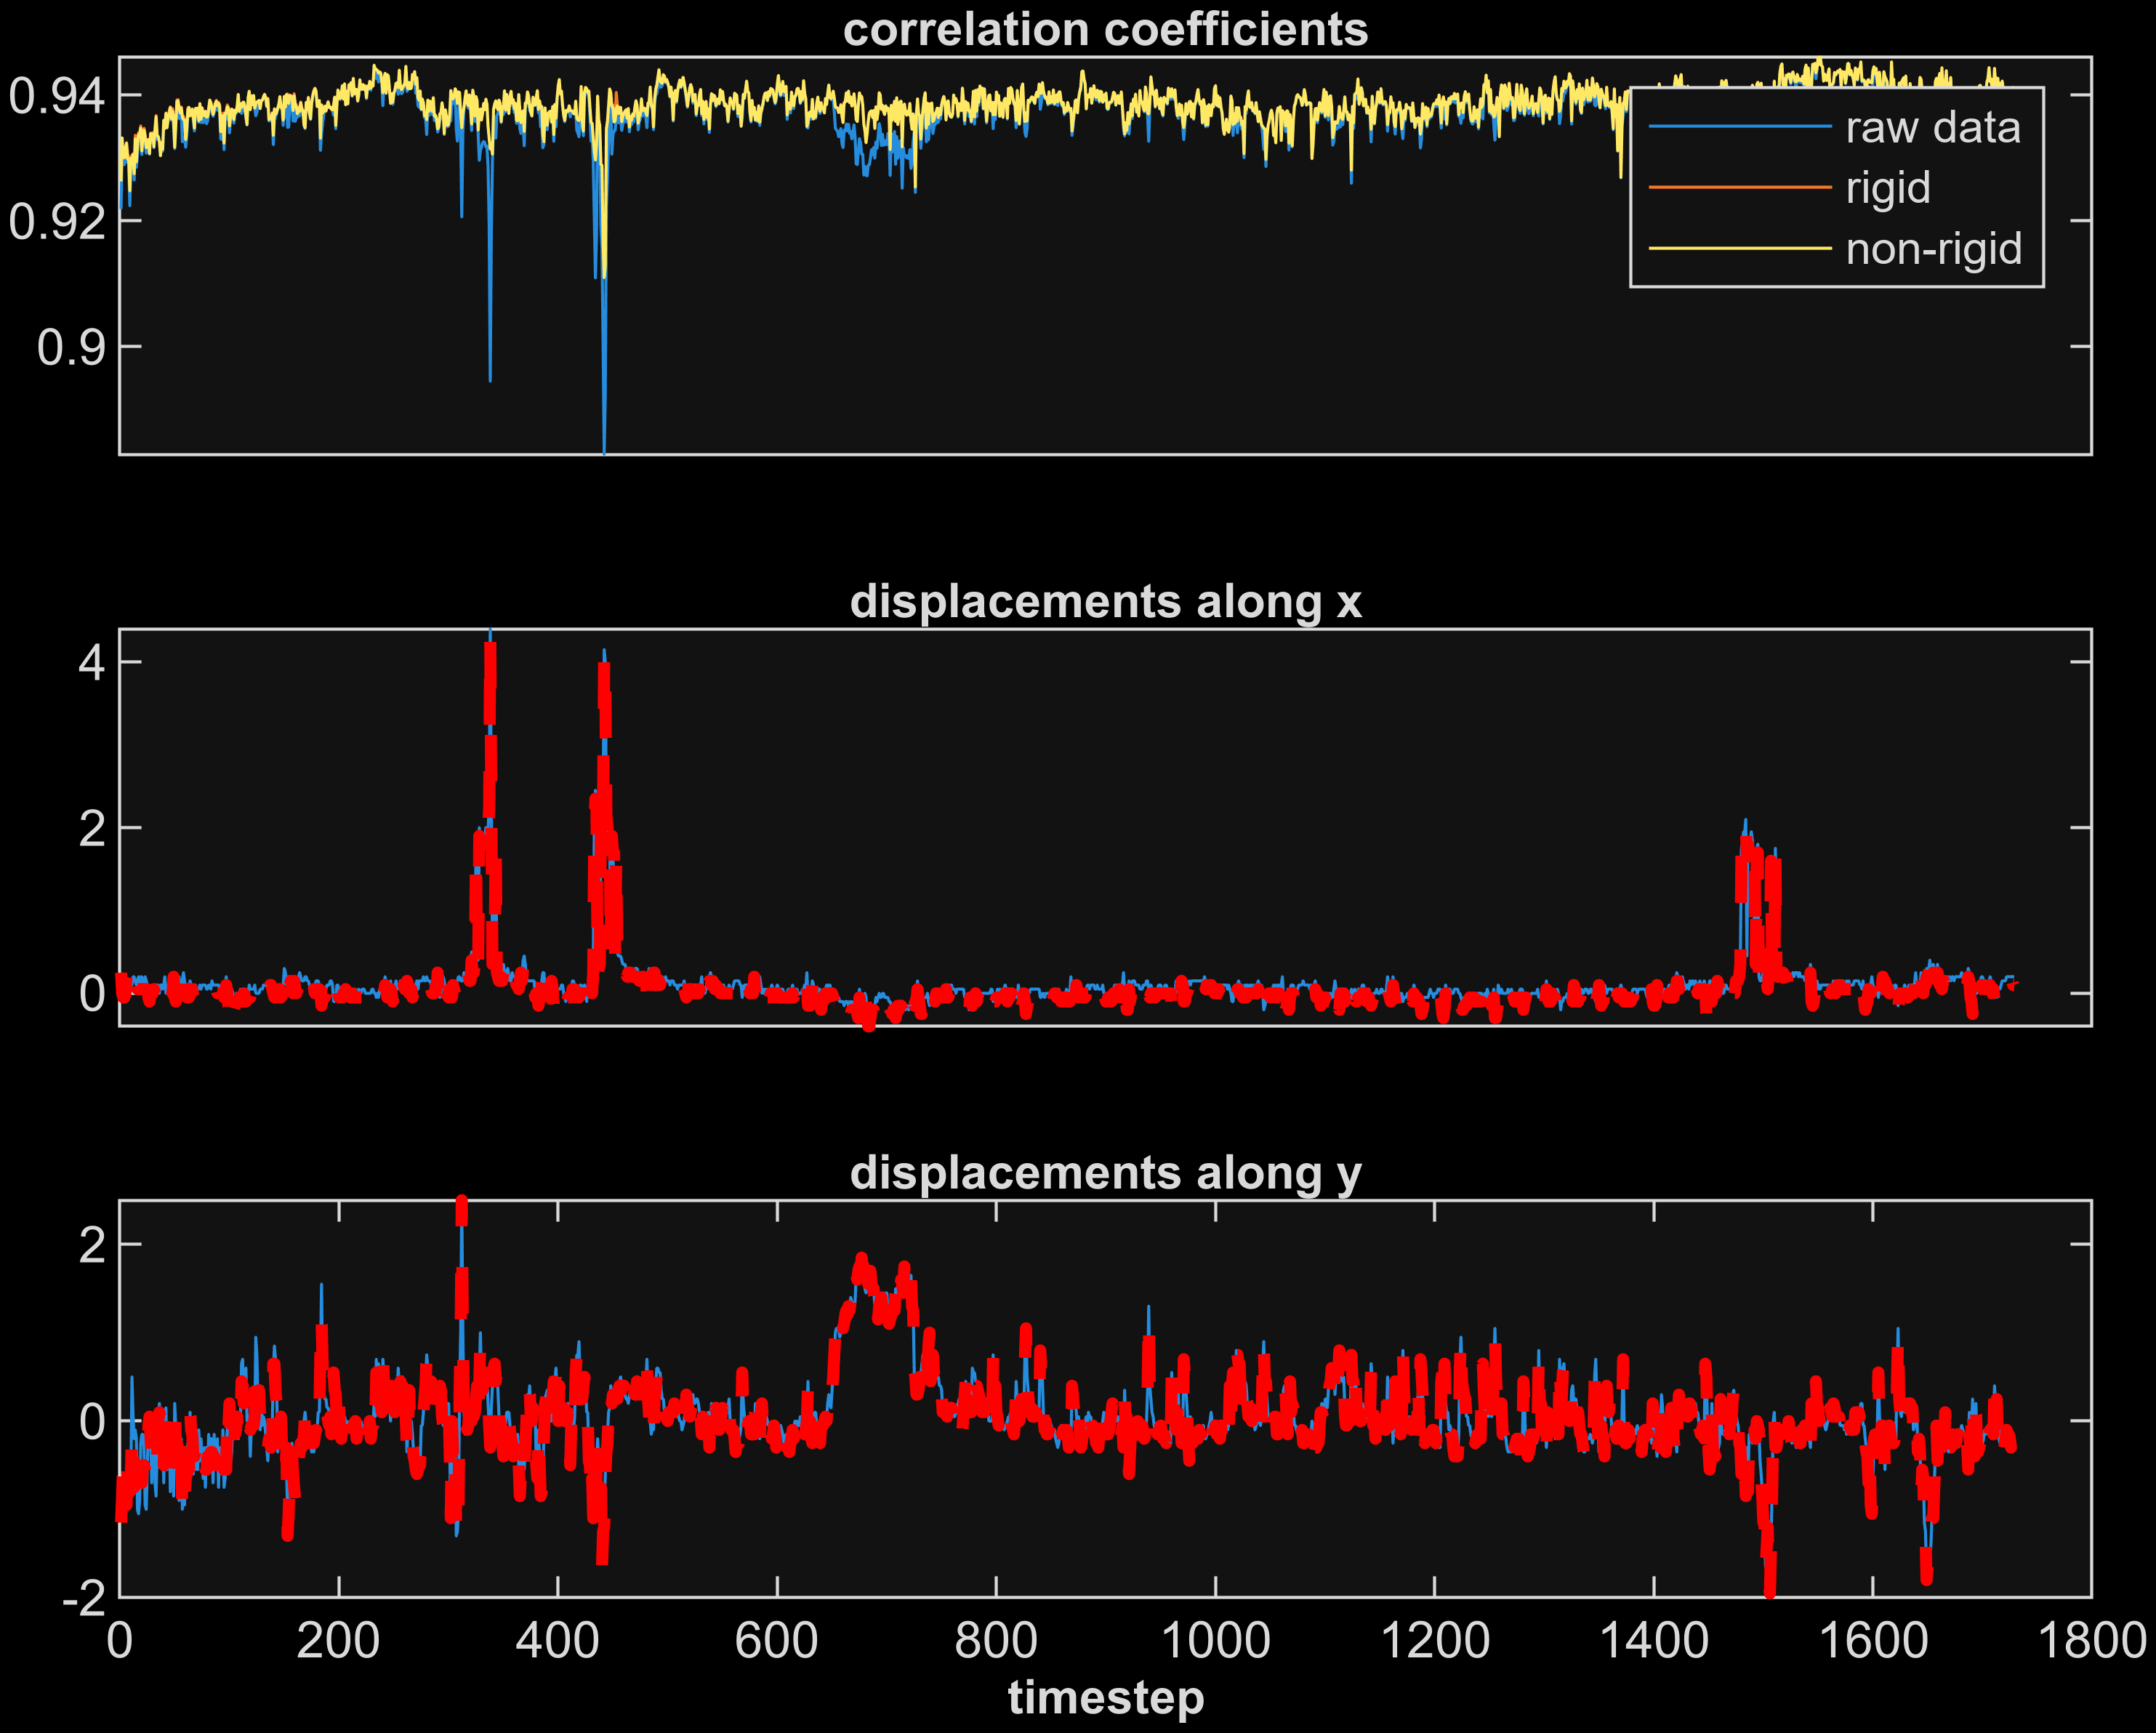 correlation coefficients
0.94
0.92
0.9
raw data
rigid
non-rigid
displacements along x
4
2
0
displacements along y
2
0
-2
0 200 400 600 800 1000 1200 1400 1600 1800
timestep